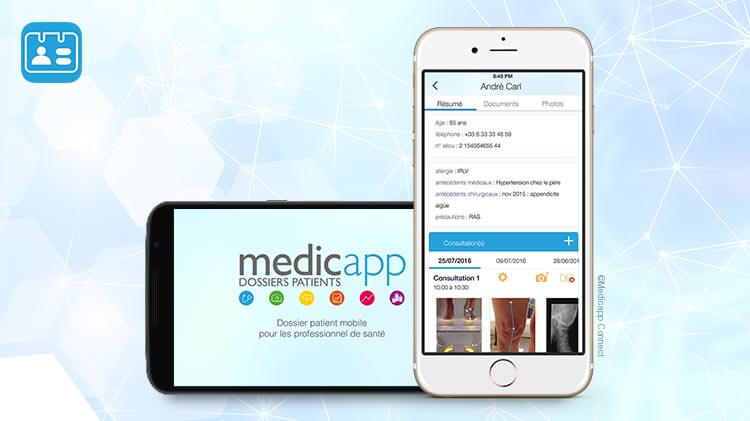 medicapp
DOSSIERS PATIENTS
Dossier patient mobile
pour les professionnel de santé
8:49 PM
André Carl
Résumé Documents Photos
âge : 85 ans
téléphone : +33 6 33 33 48 59
n° sécu : 2 154564655 44
allergie : IPLV
antécédents médicaux : Hypertension chez le père
antécédents chirurgicaux : nov 2015 : appendicite
aigüe
précautions : RAS
Consultation(s) +
25/07/2016 09/07/2016 28/06/201
Consultation 1
10:00 à 10:30
@Medicapp Connect